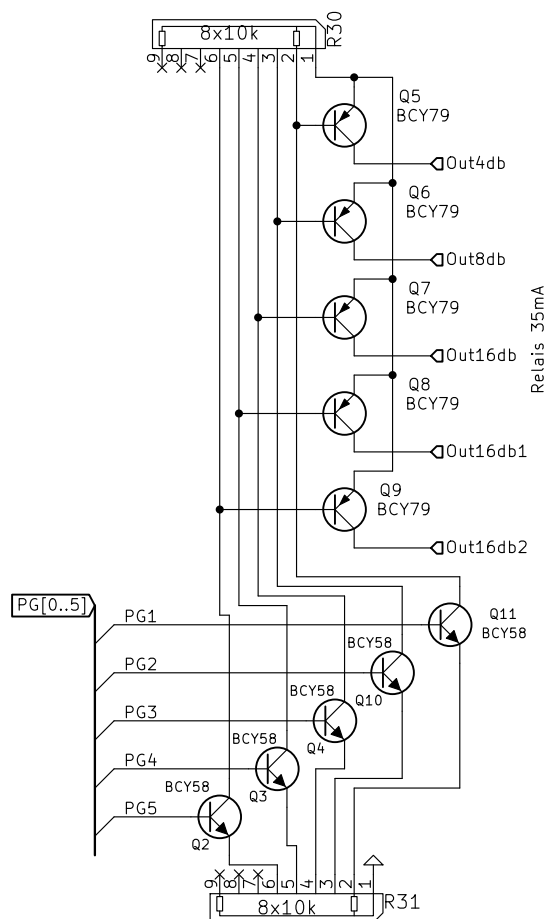 8x10k
R30
9
8
7
6
5
4
3
2
1
Q5
BCY79
Out4db
Q6
BCY79
Out8db
Q7
BCY79
Out16db
Relais 35mA
Q8
BCY79
Out16db1
Q9
BCY79
Out16db2
PG[0..5]
PG1
Q11
BCY58
PG2
BCY58
Q10
PG3
BCY58
Q4
PG4
BCY58
Q3
PG5
BCY58
Q2
9
8
7
6
5
4
3
2
1
8x10k
R31